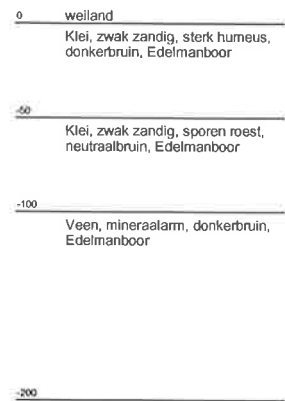 0 weiland
Klei, zwak zandig, sterk humeus,
donkerbruin, Edelmanboor
-50
Klei, zwak zandig, sporen roest,
neutraalbruin, Edelmanboor
-100
Veen, mineraalarm, donkerbruin,
Edelmanboor
-200